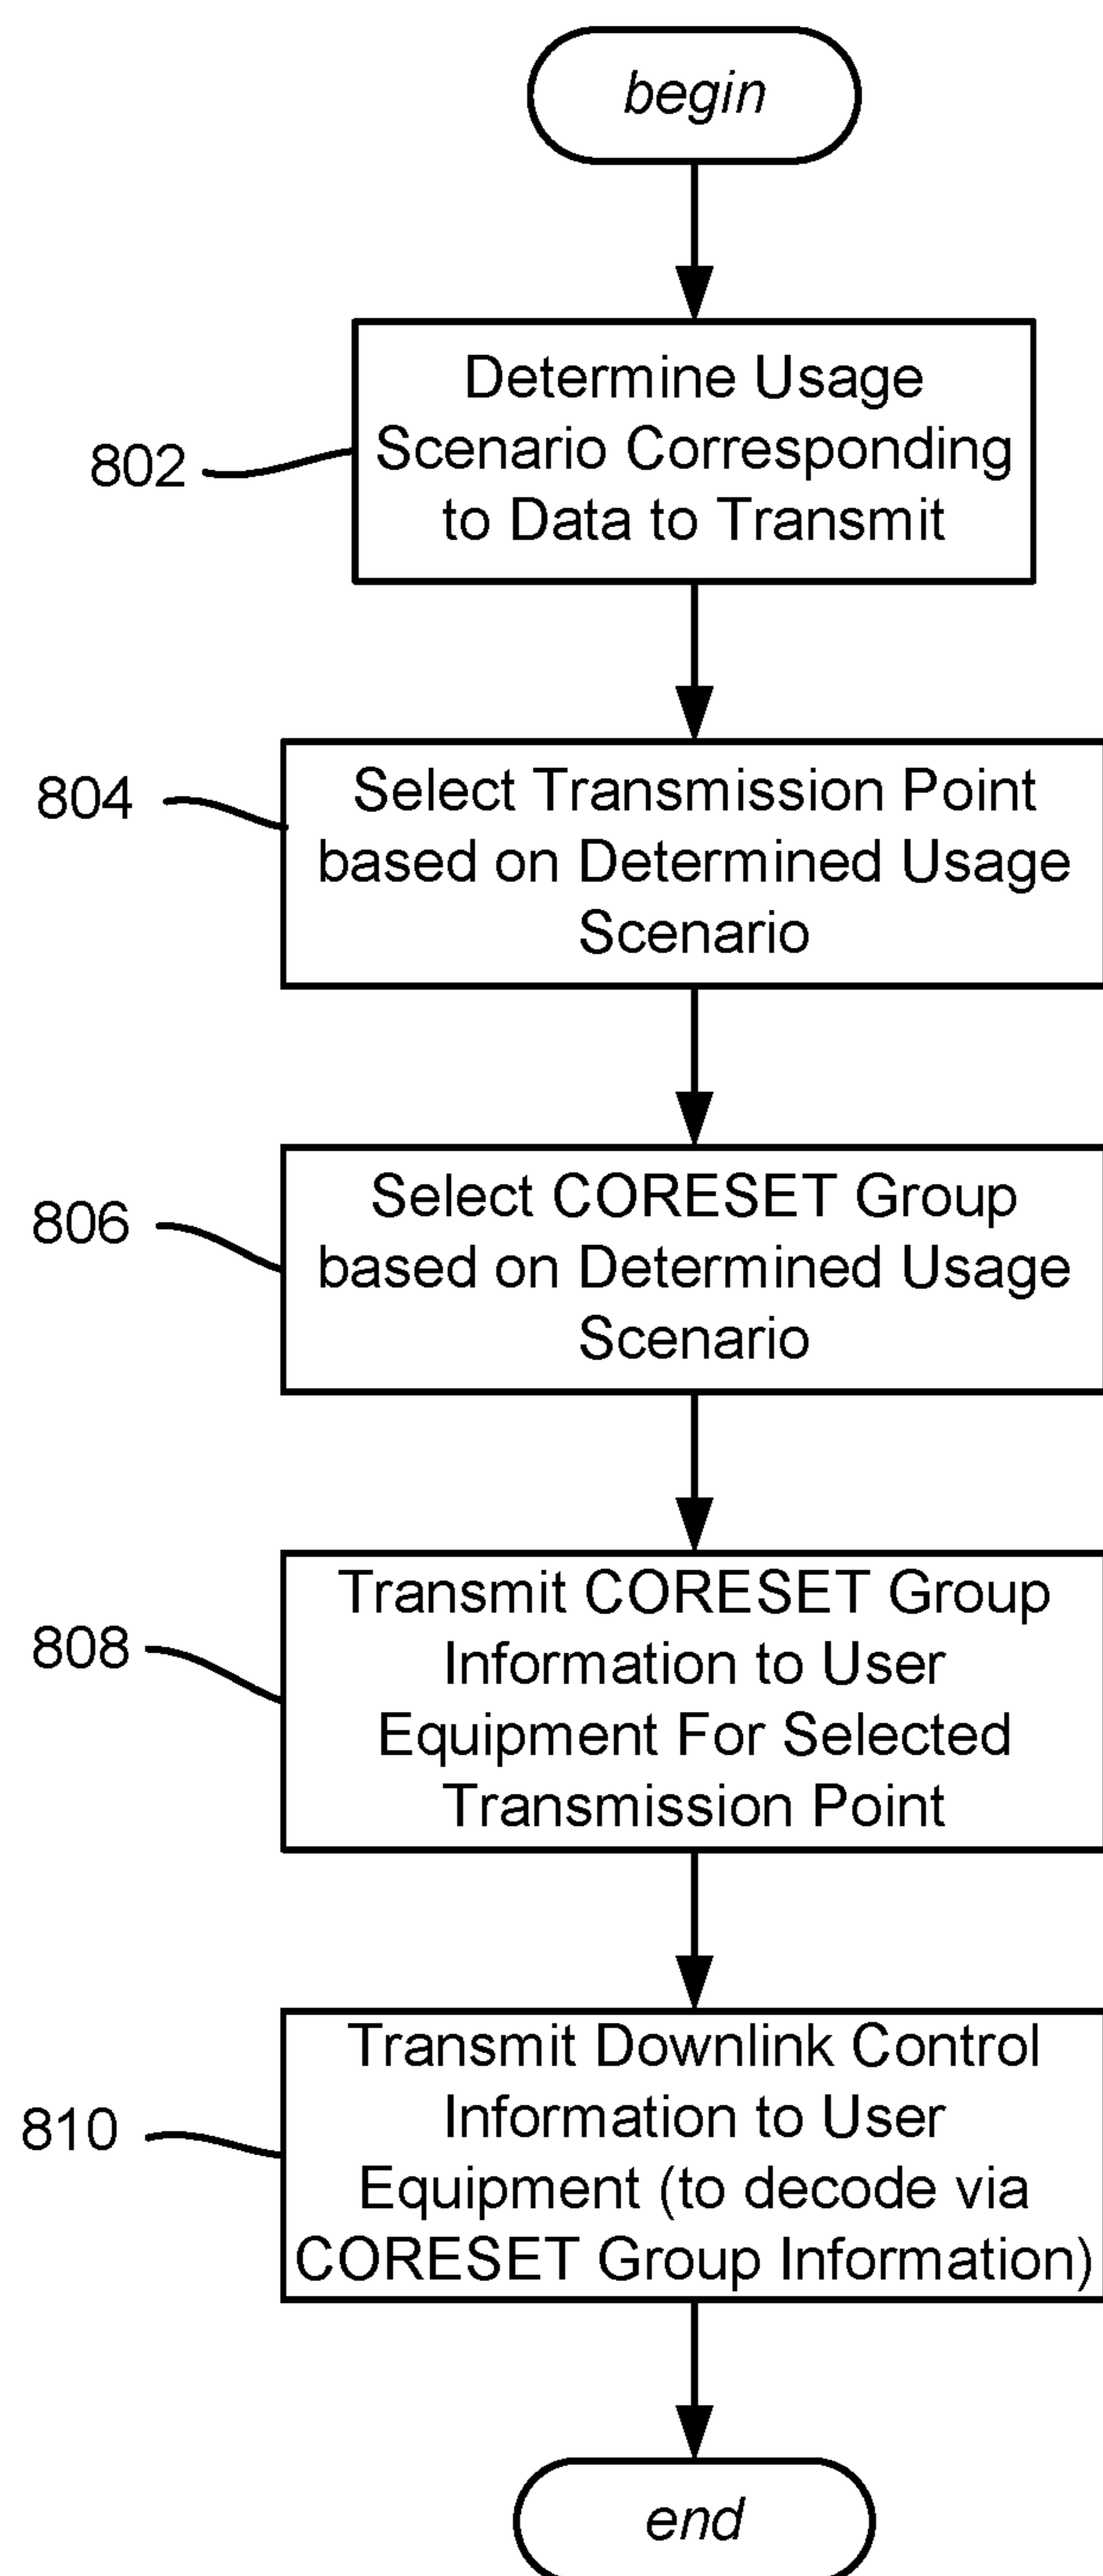 begin
802
Determine Usage
Scenario Corresponding
to Data to Transmit
804
Select Transmission Point
based on Determined Usage
Scenario
806
Select CORESET Group
based on Determined Usage
Scenario
808
Transmit CORESET Group
Information to User
Equipment For Selected
Transmission Point
810
Transmit Downlink Control
Information to User
Equipment (to decode via
CORESET Group Information)
end